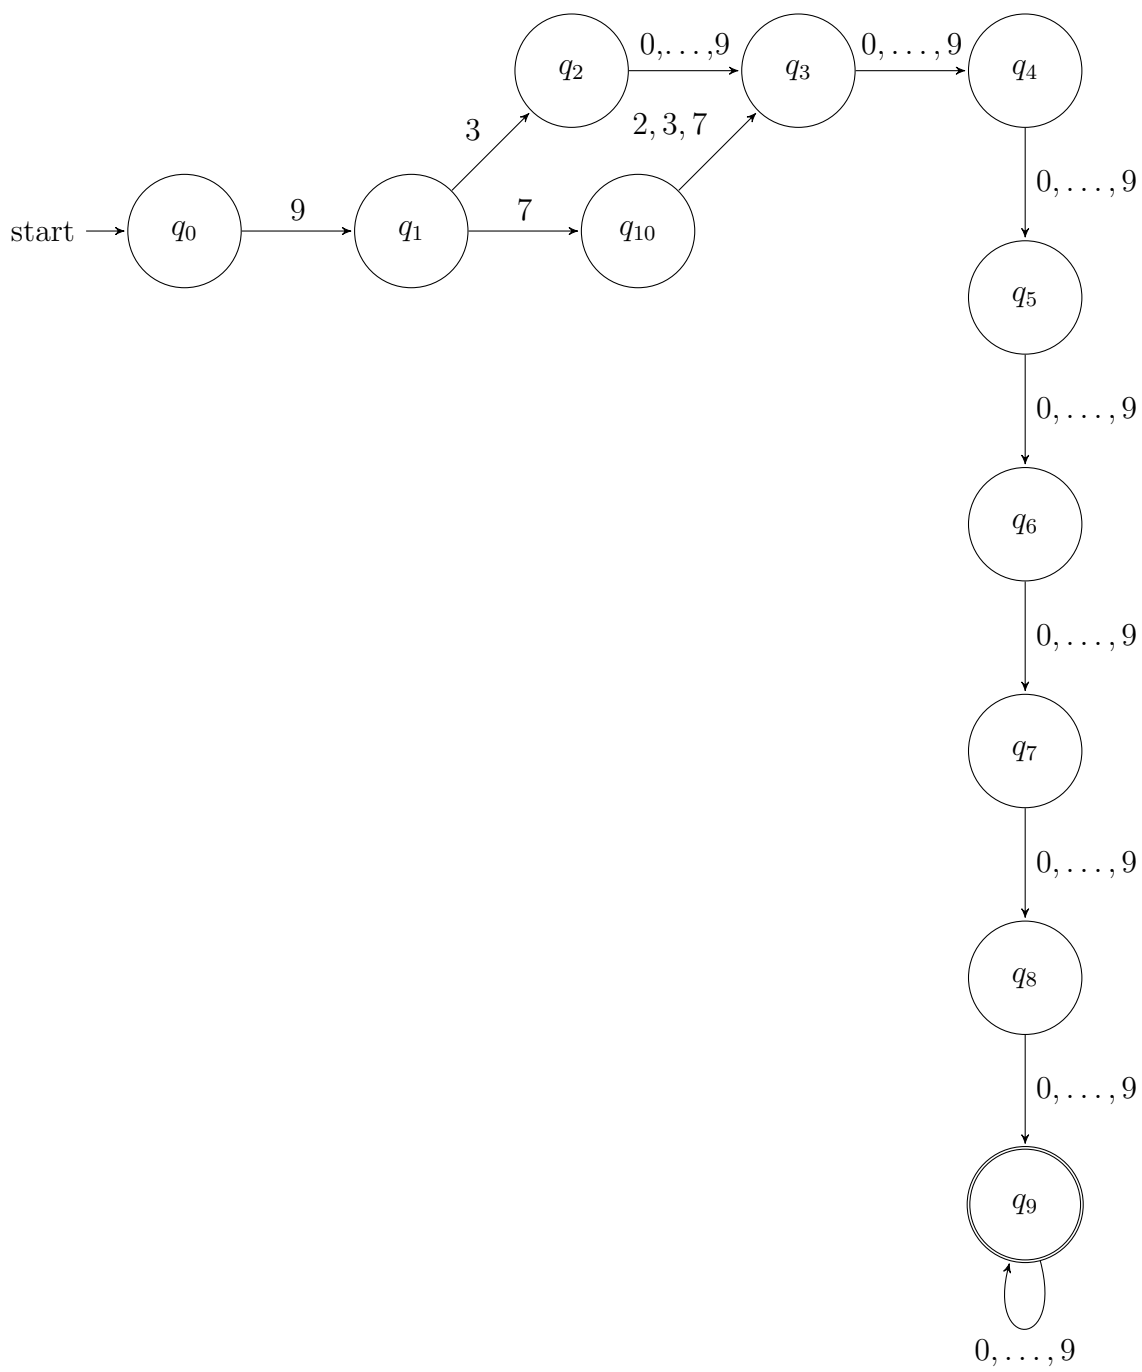 q₂ 0,...,9 q₃ 0, . . . , 9 q₄
3 2, 3, 7
0, . . . , 9
start q₀ 9 q₁ 7 q₁₀
q₅
0, . . . , 9
q₆
0, . . . , 9
q₇
0, . . . , 9
q₈
0, . . . , 9
q₉
0, . . . , 9